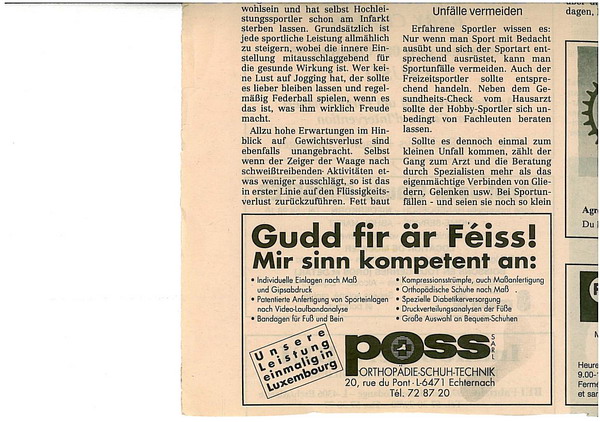 wohlsein und hat selbst Hochlei-
stungssportler schon am Infarkt
sterben lassen. Grundsätzlich ist
jede sportliche Leistung allmählich
zu steigern, wobei die innere Ein-
stellung mitausschlaggebend für
die gesunde Wirkung ist. Wer kei-
ne Lust auf Jogging hat, der sollte
es lieber bleiben lassen und regel-
mäßig Federball spielen, wenn es
das ist, was ihm wirklich Freude
macht.
Allzu hohe Erwartungen im Hin-
blick auf Gewichtsverlust sind
ebenfalls unangebracht. Selbst
wenn der Zeiger der Waage nach
schweißtreibenden Aktivitäten et-
was weniger ausschlägt, so ist das
in erster Linie auf den Flüssigkeits-
verlust zurückzuführen. Fett baut
Unfälle vermeiden
Erfahrene Sportler wissen es:
Nur wenn man Sport mit Bedacht
ausübt und sich der Sportart ent-
sprechend ausrüstet, kann man
Sportunfälle vermeiden. Auch der
Freizeitsportler sollte entspre-
chend handeln. Neben dem Ge-
sundheits-Check vom Hausarzt
sollte der Hobby-Sportler sich un-
bedingt von Fachleuten beraten
lassen.
Sollte es dennoch einmal zum
kleinen Unfall kommen, zählt der
Gang zum Arzt und die Beratung
durch Spezialisten mehr als das
eigenmächtige Verbinden von Glie-
dern, Gelenken usw. Bei Sportun-
fällen - und seien sie noch so klein
Gudd fir är Féiss!
Mir sinn kompetent an:
• Individuelle Einlagen nach Maß
und Gipsabdruck
• Patentierte Anfertigung von Sporteinlagen
nach Video-Laufbandanalyse
• Bandagen für Fuß und Bein
• Kompressionsstrümpfe, auch Maßanfertigung
• Orthopädische Schuhe nach Maß
• Spezielle Diabetikerversorgung
• Druckverteilungsanalysen der Füße
• Große Auswahl an Bequem-Schuhen
Unsere
Leistung
einmalig in
Luxembourg
poss
SARL
ORTHOPÄDIE-SCHUH-TECHNIK
20, rue du Pont · L-6471 Echternach
Tél. 72 87 20
dagen,
Agr
Du
Heure
9.00-1
Ferme
et san